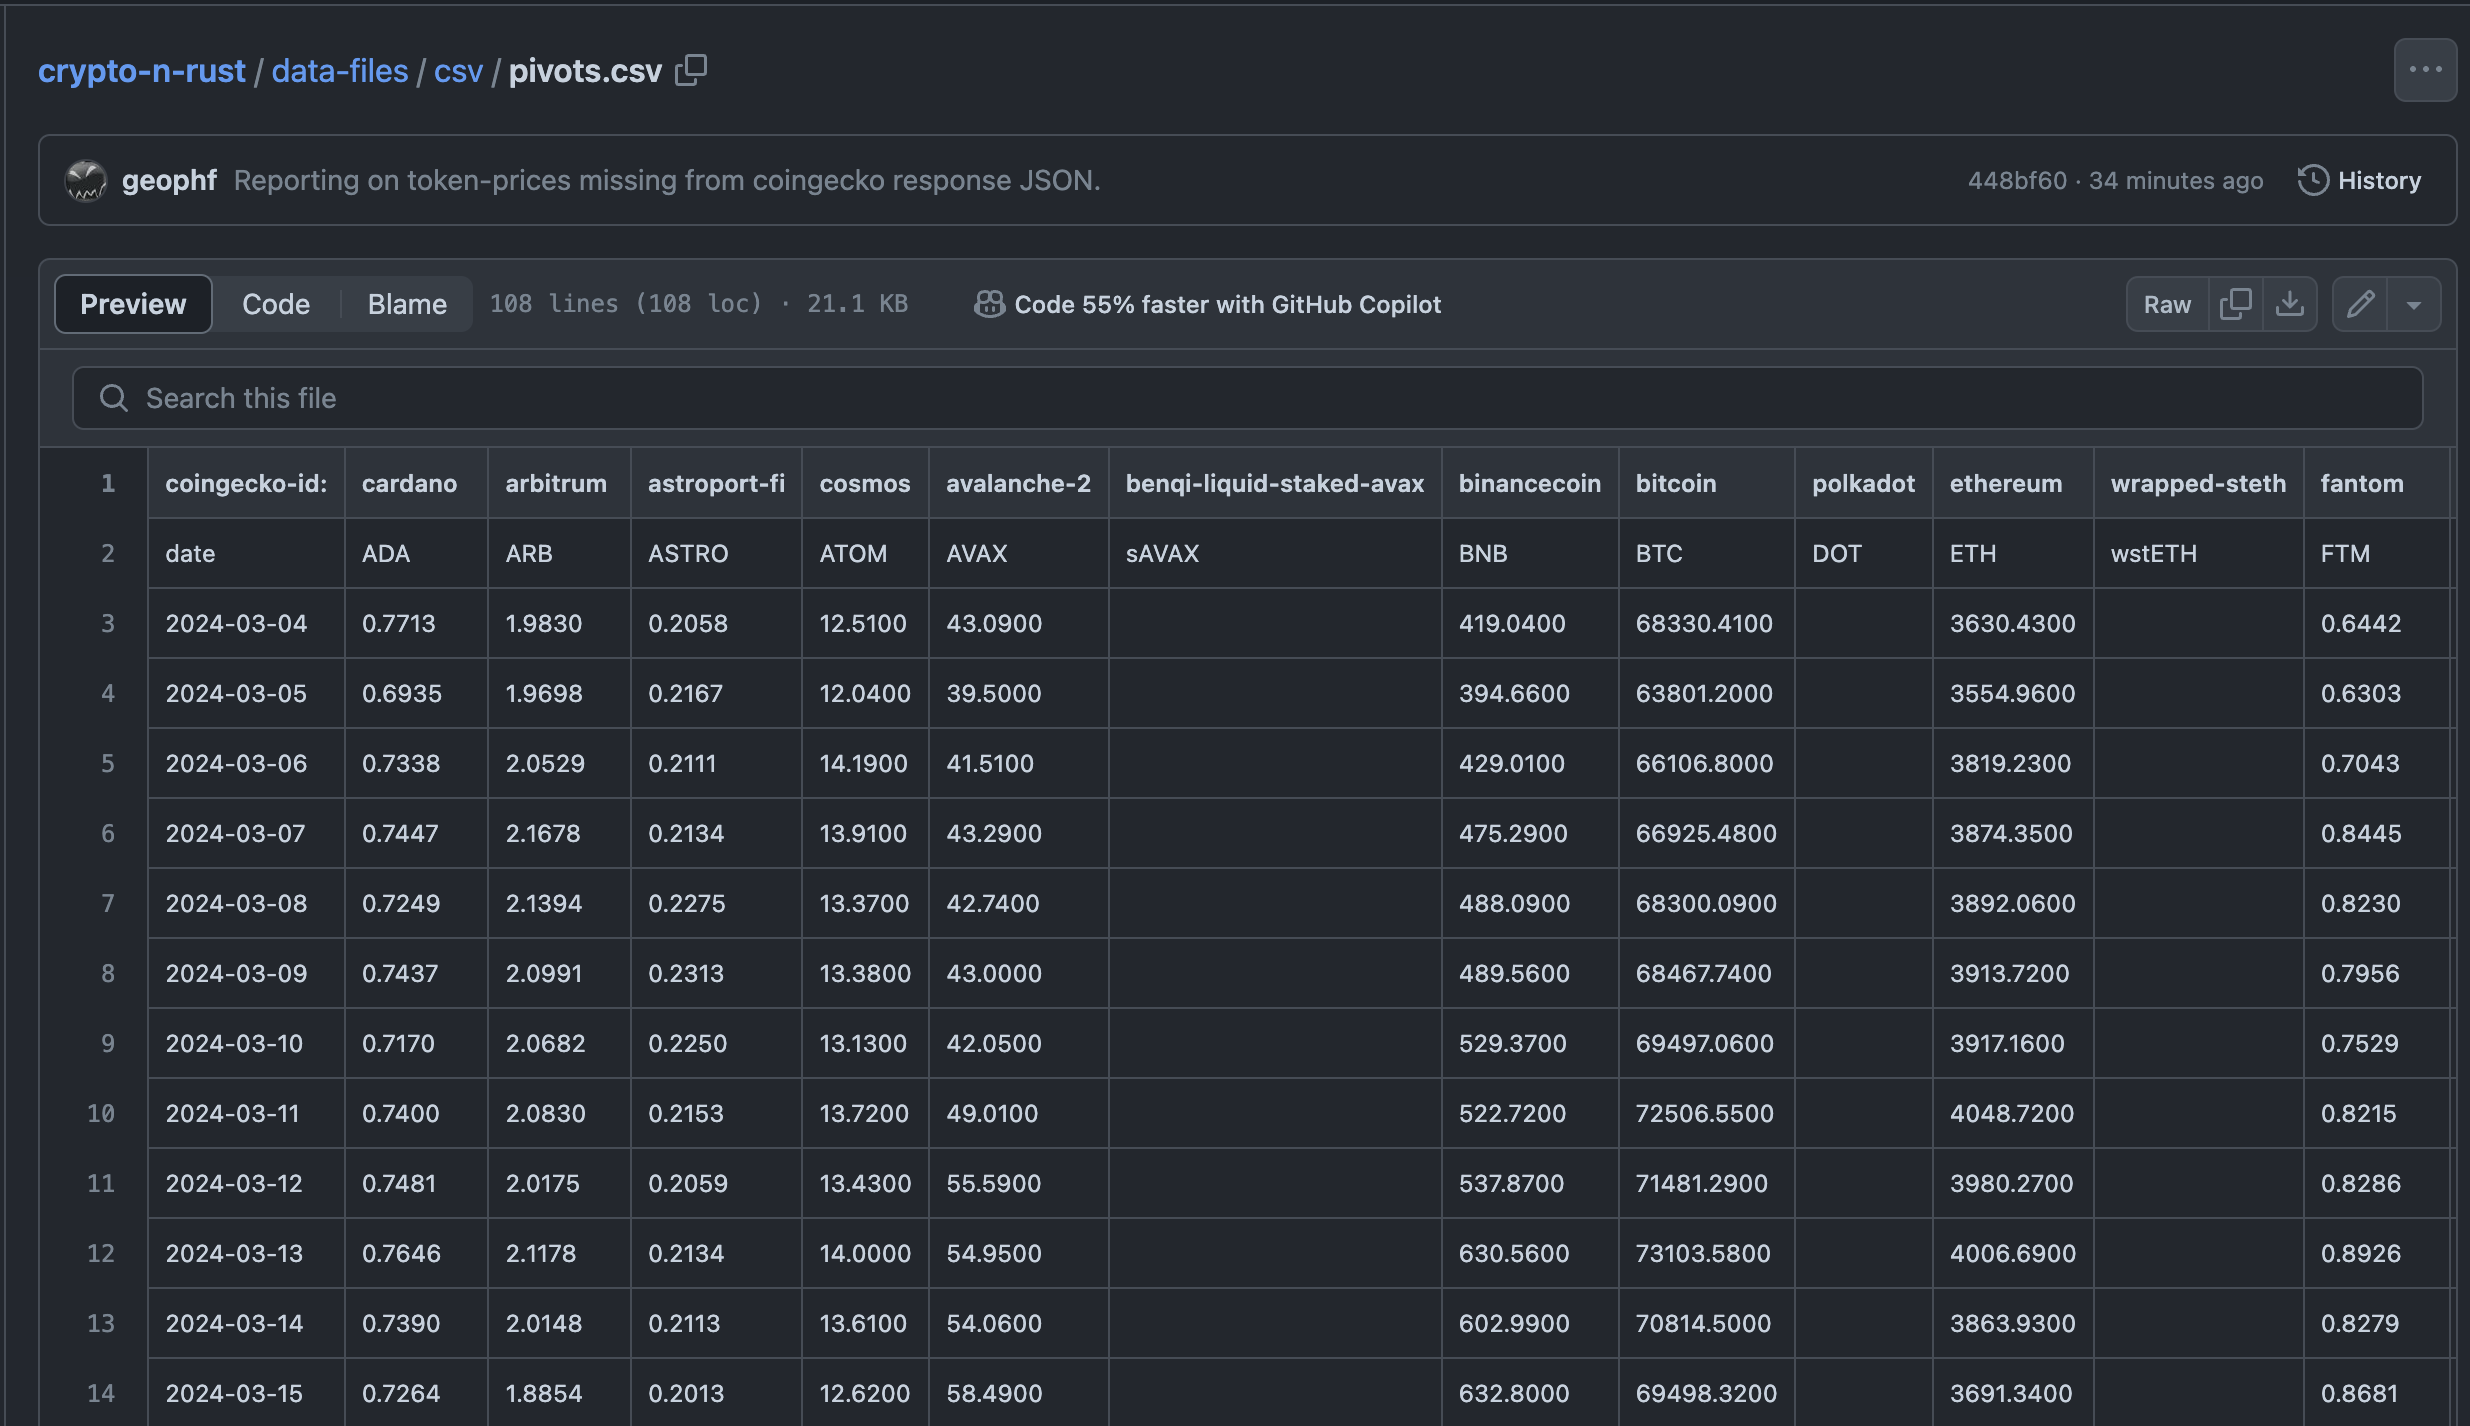 crypto-n-rust / data-files / csv / pivots.csv
geophf Reporting on token-prices missing from coingecko response JSON. 448bf60 · 34 minutes ago History
Preview Code Blame 108 lines (108 loc) · 21.1 KB Code 55% faster with GitHub Copilot Raw
Search this file
1 coingecko-id: cardano arbitrum astroport-fi cosmos avalanche-2 benqi-liquid-staked-avax binancecoin bitcoin polkadot ethereum wrapped-steth fantom
2 date ADA ARB ASTRO ATOM AVAX sAVAX BNB BTC DOT ETH wstETH FTM
3 2024-03-04 0.7713 1.9830 0.2058 12.5100 43.0900 419.0400 68330.4100 3630.4300 0.6442
4 2024-03-05 0.6935 1.9698 0.2167 12.0400 39.5000 394.6600 63801.2000 3554.9600 0.6303
5 2024-03-06 0.7338 2.0529 0.2111 14.1900 41.5100 429.0100 66106.8000 3819.2300 0.7043
6 2024-03-07 0.7447 2.1678 0.2134 13.9100 43.2900 475.2900 66925.4800 3874.3500 0.8445
7 2024-03-08 0.7249 2.1394 0.2275 13.3700 42.7400 488.0900 68300.0900 3892.0600 0.8230
8 2024-03-09 0.7437 2.0991 0.2313 13.3800 43.0000 489.5600 68467.7400 3913.7200 0.7956
9 2024-03-10 0.7170 2.0682 0.2250 13.1300 42.0500 529.3700 69497.0600 3917.1600 0.7529
10 2024-03-11 0.7400 2.0830 0.2153 13.7200 49.0100 522.7200 72506.5500 4048.7200 0.8215
11 2024-03-12 0.7481 2.0175 0.2059 13.4300 55.5900 537.8700 71481.2900 3980.2700 0.8286
12 2024-03-13 0.7646 2.1178 0.2134 14.0000 54.9500 630.5600 73103.5800 4006.6900 0.8926
13 2024-03-14 0.7390 2.0148 0.2113 13.6100 54.0600 602.9900 70814.5000 3863.9300 0.8279
14 2024-03-15 0.7264 1.8854 0.2013 12.6200 58.4900 632.8000 69498.3200 3691.3400 0.8681